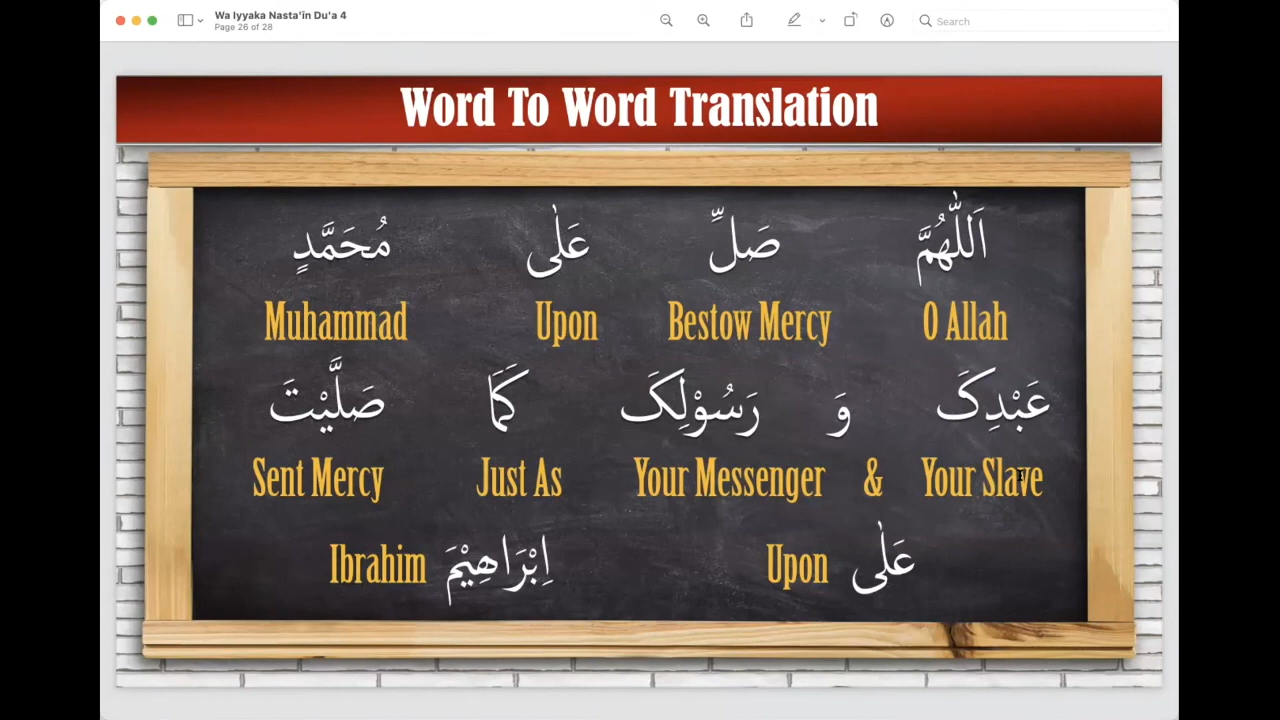 Wa Iyyaka Nasta'īn Du'a 4
Page 26 of 28
Search
Word To Word Translation
اَللّٰهُمَّ صَلِّ عَلٰى مُحَمَّدٍ
O Allah Bestow Mercy Upon Muhammad
عَبْدِکَ وَ رَسُوْلِکَ کَمَا صَلَّيْتَ
Your Slave & Your Messenger Just As Sent Mercy
عَلٰى Upon اِبْرَاهِيْمَ Ibrahim